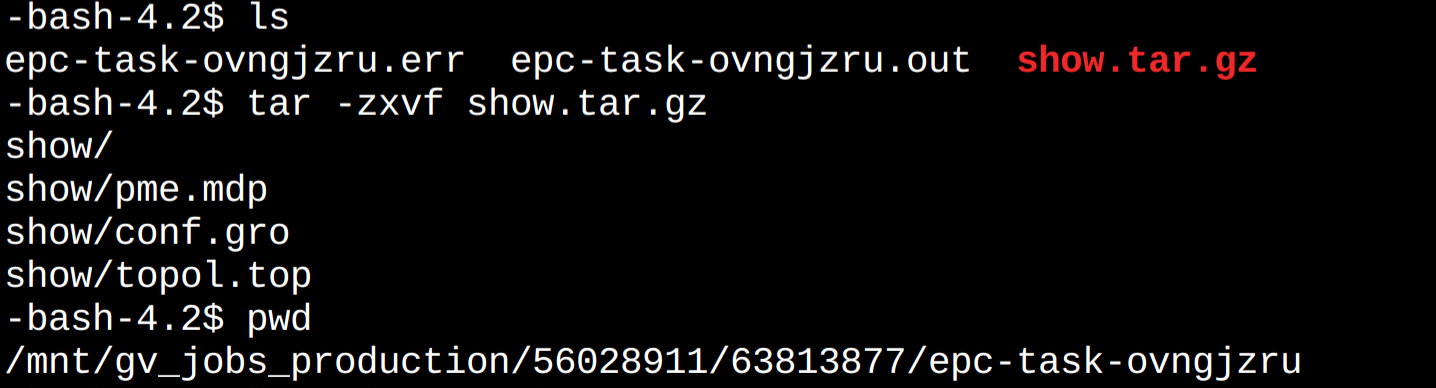 -bash-4.2$ ls
epc-task-ovngjzru.err  epc-task-ovngjzru.out  show.tar.gz
-bash-4.2$ tar -zxvf show.tar.gz
show/
show/pme.mdp
show/conf.gro
show/topol.top
-bash-4.2$ pwd
/mnt/gv_jobs_production/56028911/63813877/epc-task-ovngjzru